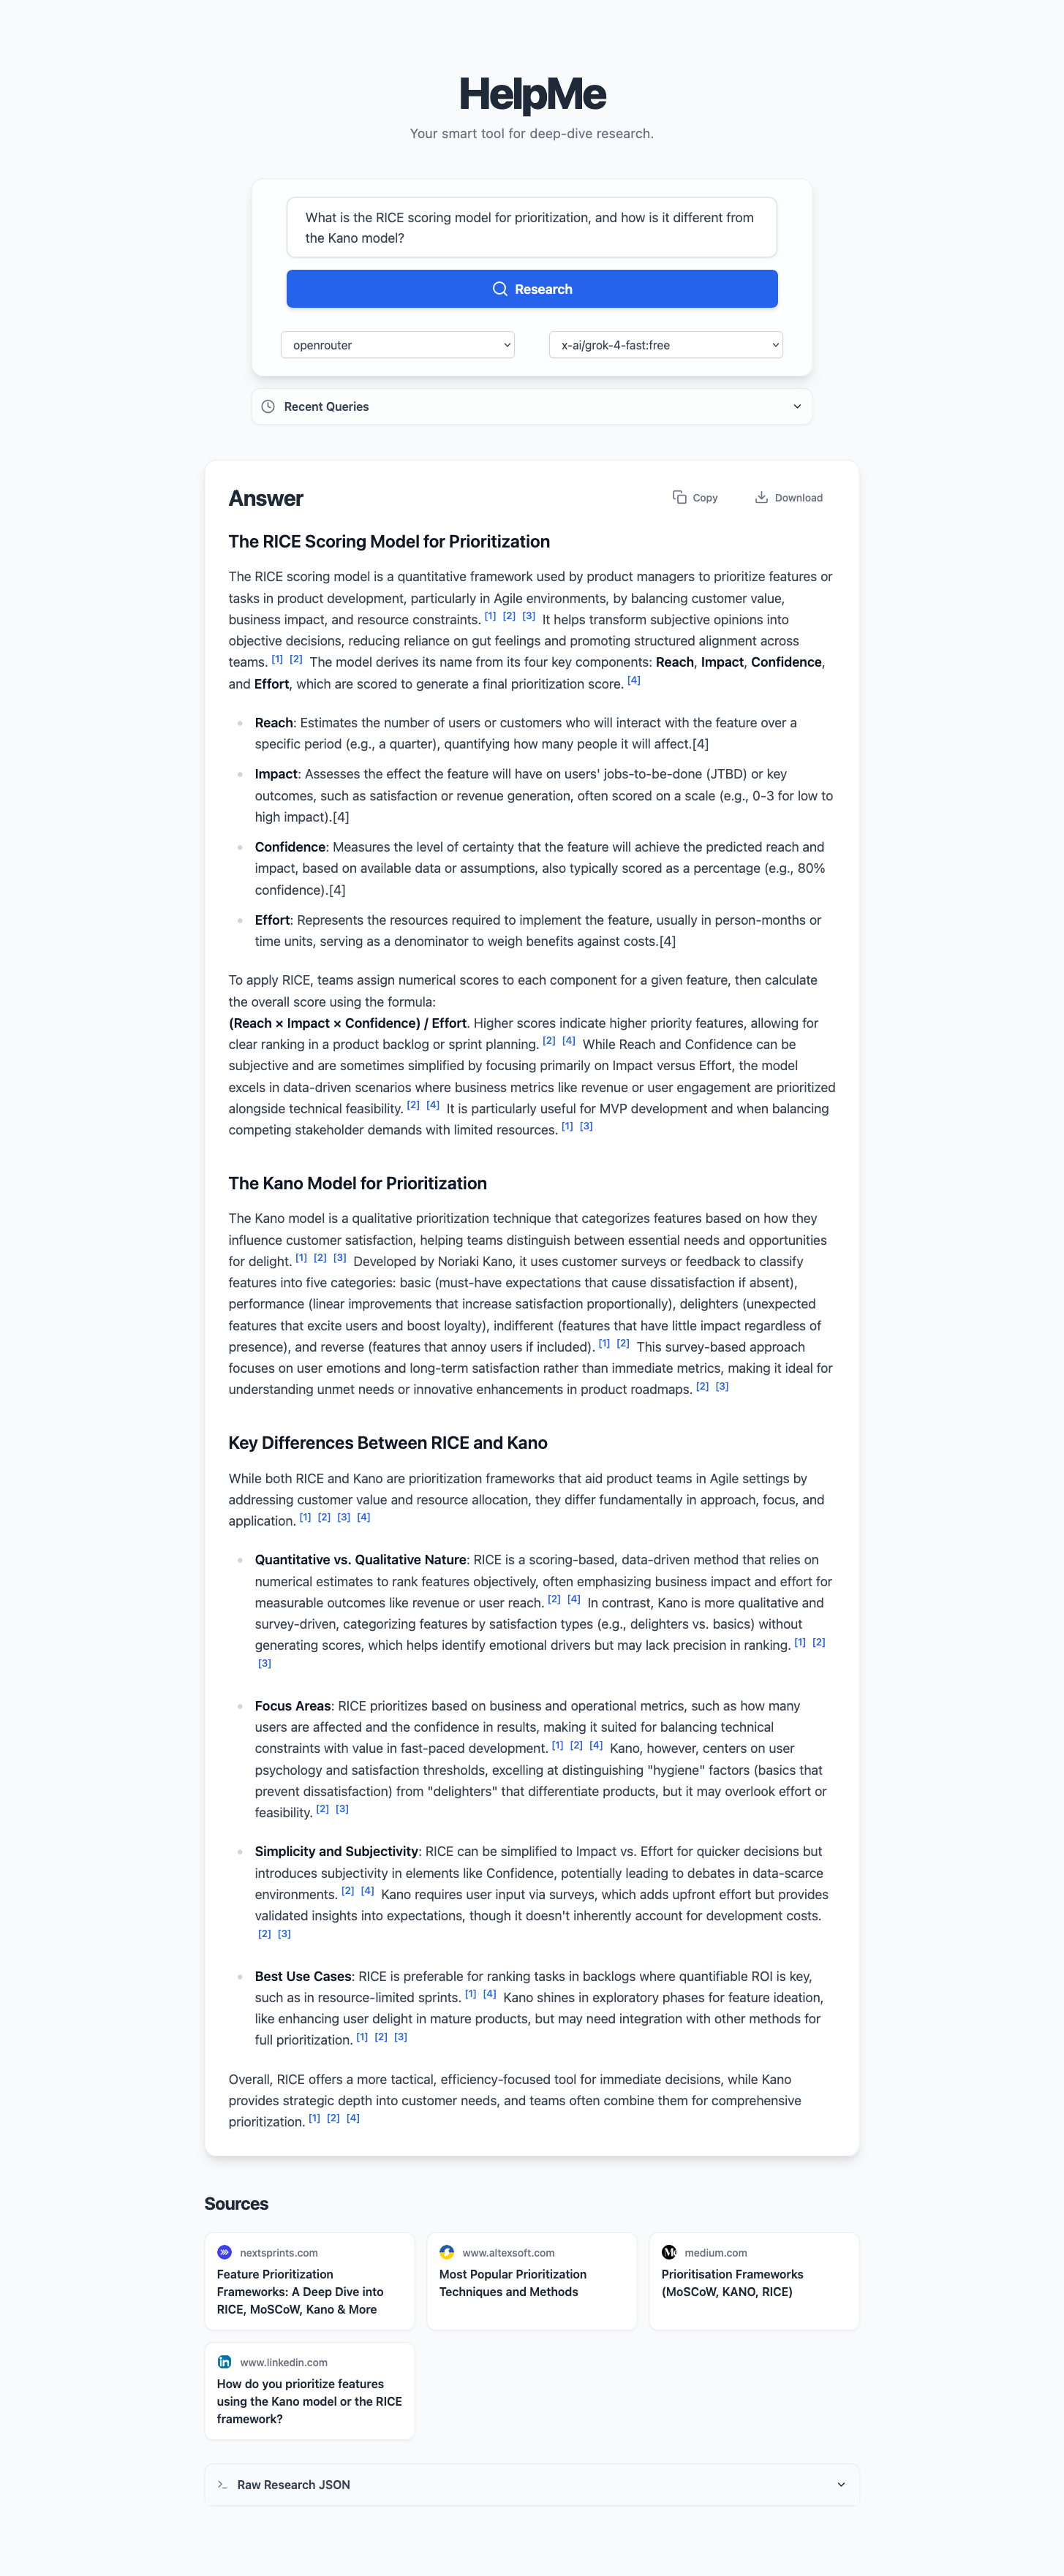 HelpMe
Your smart tool for deep-dive research.
What is the RICE scoring model for prioritization, and how is it different from
the Kano model?
Research
openrouter
x-ai/grok-4-fast:free
Recent Queries
Answer
Copy
Download
The RICE Scoring Model for Prioritization
The RICE scoring model is a quantitative framework used by product managers to prioritize features or
tasks in product development, particularly in Agile environments, by balancing customer value,
business impact, and resource constraints. [1] [2] [3] It helps transform subjective opinions into
objective decisions, reducing reliance on gut feelings and promoting structured alignment across
teams. [1] [2] The model derives its name from its four key components: Reach, Impact, Confidence,
and Effort, which are scored to generate a final prioritization score. [4]
Reach: Estimates the number of users or customers who will interact with the feature over a
specific period (e.g., a quarter), quantifying how many people it will affect.[4]
Impact: Assesses the effect the feature will have on users' jobs-to-be-done (JTBD) or key
outcomes, such as satisfaction or revenue generation, often scored on a scale (e.g., 0-3 for low to
high impact).[4]
Confidence: Measures the level of certainty that the feature will achieve the predicted reach and
impact, based on available data or assumptions, also typically scored as a percentage (e.g., 80%
confidence).[4]
Effort: Represents the resources required to implement the feature, usually in person-months or
time units, serving as a denominator to weigh benefits against costs.[4]
To apply RICE, teams assign numerical scores to each component for a given feature, then calculate
the overall score using the formula:
(Reach × Impact × Confidence) / Effort. Higher scores indicate higher priority features, allowing for
clear ranking in a product backlog or sprint planning. [2] [4] While Reach and Confidence can be
subjective and are sometimes simplified by focusing primarily on Impact versus Effort, the model
excels in data-driven scenarios where business metrics like revenue or user engagement are prioritized
alongside technical feasibility. [2] [4] It is particularly useful for MVP development and when balancing
competing stakeholder demands with limited resources. [1] [3]
The Kano Model for Prioritization
The Kano model is a qualitative prioritization technique that categorizes features based on how they
influence customer satisfaction, helping teams distinguish between essential needs and opportunities
for delight. [1] [2] [3] Developed by Noriaki Kano, it uses customer surveys or feedback to classify
features into five categories: basic (must-have expectations that cause dissatisfaction if absent),
performance (linear improvements that increase satisfaction proportionally), delighters (unexpected
features that excite users and boost loyalty), indifferent (features that have little impact regardless of
presence), and reverse (features that annoy users if included). [1] [2] This survey-based approach
focuses on user emotions and long-term satisfaction rather than immediate metrics, making it ideal for
understanding unmet needs or innovative enhancements in product roadmaps. [2] [3]
Key Differences Between RICE and Kano
While both RICE and Kano are prioritization frameworks that aid product teams in Agile settings by
addressing customer value and resource allocation, they differ fundamentally in approach, focus, and
application. [1] [2] [3] [4]
Quantitative vs. Qualitative Nature: RICE is a scoring-based, data-driven method that relies on
numerical estimates to rank features objectively, often emphasizing business impact and effort for
measurable outcomes like revenue or user reach. [2] [4] In contrast, Kano is more qualitative and
survey-driven, categorizing features by satisfaction types (e.g., delighters vs. basics) without
generating scores, which helps identify emotional drivers but may lack precision in ranking. [1] [2]
[3]
Focus Areas: RICE prioritizes based on business and operational metrics, such as how many
users are affected and the confidence in results, making it suited for balancing technical
constraints with value in fast-paced development. [1] [2] [4] Kano, however, centers on user
psychology and satisfaction thresholds, excelling at distinguishing "hygiene" factors (basics that
prevent dissatisfaction) from "delighters" that differentiate products, but it may overlook effort or
feasibility. [2] [3]
Simplicity and Subjectivity: RICE can be simplified to Impact vs. Effort for quicker decisions but
introduces subjectivity in elements like Confidence, potentially leading to debates in data-scarce
environments. [2] [4] Kano requires user input via surveys, which adds upfront effort but provides
validated insights into expectations, though it doesn't inherently account for development costs.
[2] [3]
Best Use Cases: RICE is preferable for ranking tasks in backlogs where quantifiable ROI is key,
such as in resource-limited sprints. [1] [4] Kano shines in exploratory phases for feature ideation,
like enhancing user delight in mature products, but may need integration with other methods for
full prioritization. [1] [2] [3]
Overall, RICE offers a more tactical, efficiency-focused tool for immediate decisions, while Kano
provides strategic depth into customer needs, and teams often combine them for comprehensive
prioritization. [1] [2] [4]
Sources
nextsprints.com
Feature Prioritization
Frameworks: A Deep Dive into
RICE, MoSCoW, Kano & More
www.altexsoft.com
Most Popular Prioritization
Techniques and Methods
medium.com
Prioritisation Frameworks
(MoSCoW, KANO, RICE)
www.linkedin.com
How do you prioritize features
using the Kano model or the RICE
framework?
Raw Research JSON